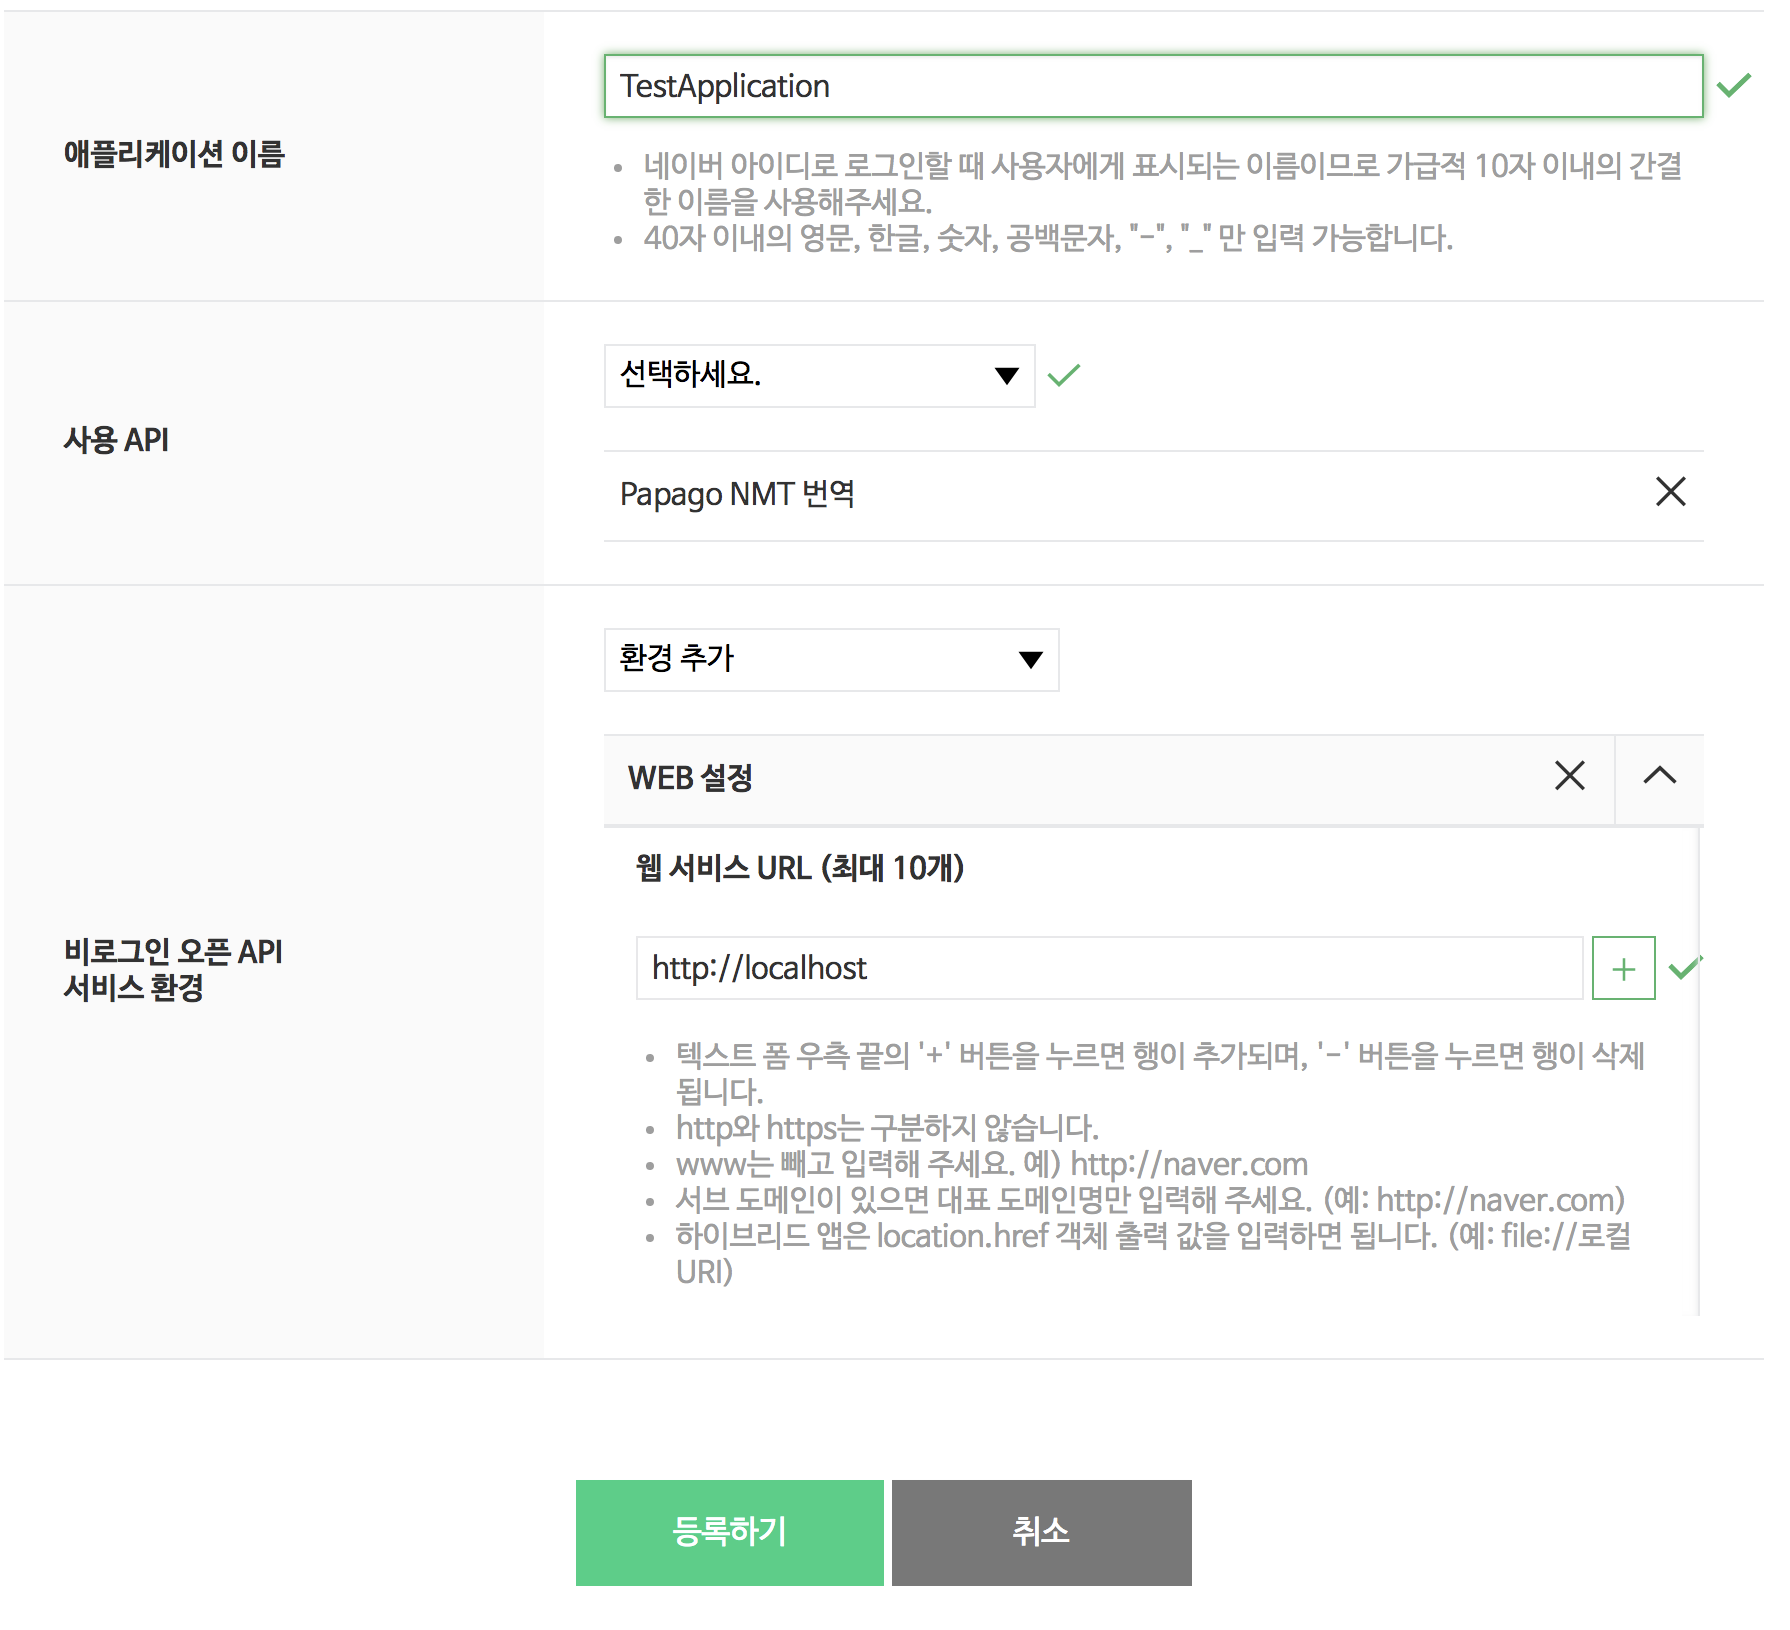 애플리케이션 이름
TestApplication
네이버 아이디로 로그인할 때 사용자에게 표시되는 이름이므로 가급적 10자 이내의 간결
한 이름을 사용해주세요.
40자 이내의 영문, 한글, 숫자, 공백문자, "-", "_" 만 입력 가능합니다.
사용 API
선택하세요.
Papago NMT 번역
비로그인 오픈 API
서비스 환경
환경 추가
WEB 설정
웹 서비스 URL (최대 10개)
http://localhost
+
텍스트 폼 우측 끝의 '+' 버튼을 누르면 행이 추가되며, '-' 버튼을 누르면 행이 삭제
됩니다.
http와 https는 구분하지 않습니다.
www는 빼고 입력해 주세요. 예) http://naver.com
서브 도메인이 있으면 대표 도메인명만 입력해 주세요. (예: http://naver.com)
하이브리드 앱은 location.href 객체 출력 값을 입력하면 됩니다. (예: file://로컬
URI)
등록하기
취소